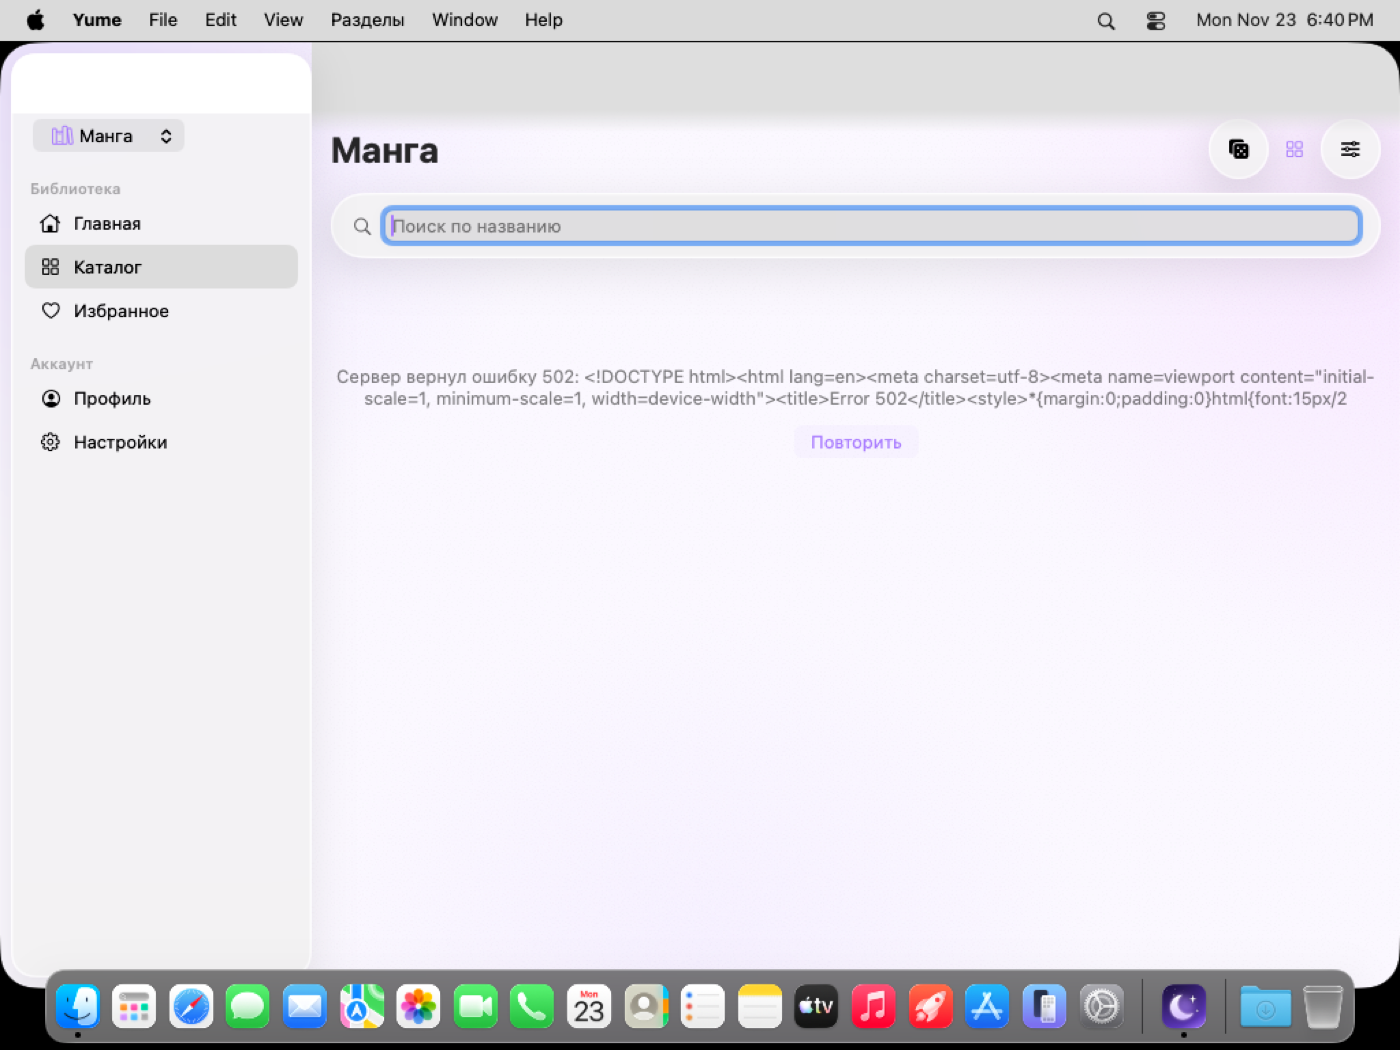 Yume File Edit View Разделы Window Help Mon Nov 23 6:40 PM
Манга
Библиотека
Главная
Каталог
Избранное
Аккаунт
Профиль
Настройки
Манга
Поиск по названию
Сервер вернул ошибку 502: <!DOCTYPE html><html lang=en><meta charset=utf-8><meta name=viewport content="initial-
scale=1, minimum-scale=1, width=device-width"><title>Error 502</title><style>*{margin:0;padding:0}html{font:15px/2
Повторить
Mon
23
tv